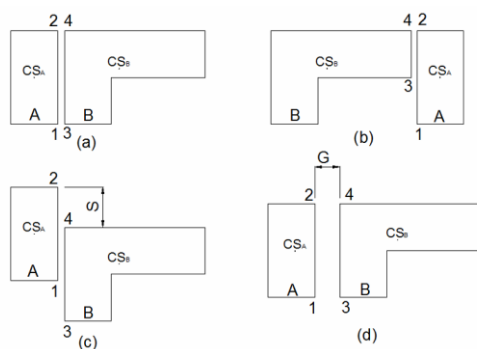 2 4
CSA CSB
A B
1 3
(a)
4 2
CSB CSA
3
B A
1
(b)
2
S
CSA 4
A CSB
1
B
3
(c)
G
2 4
CSA CSB
A B
1 3
(d)